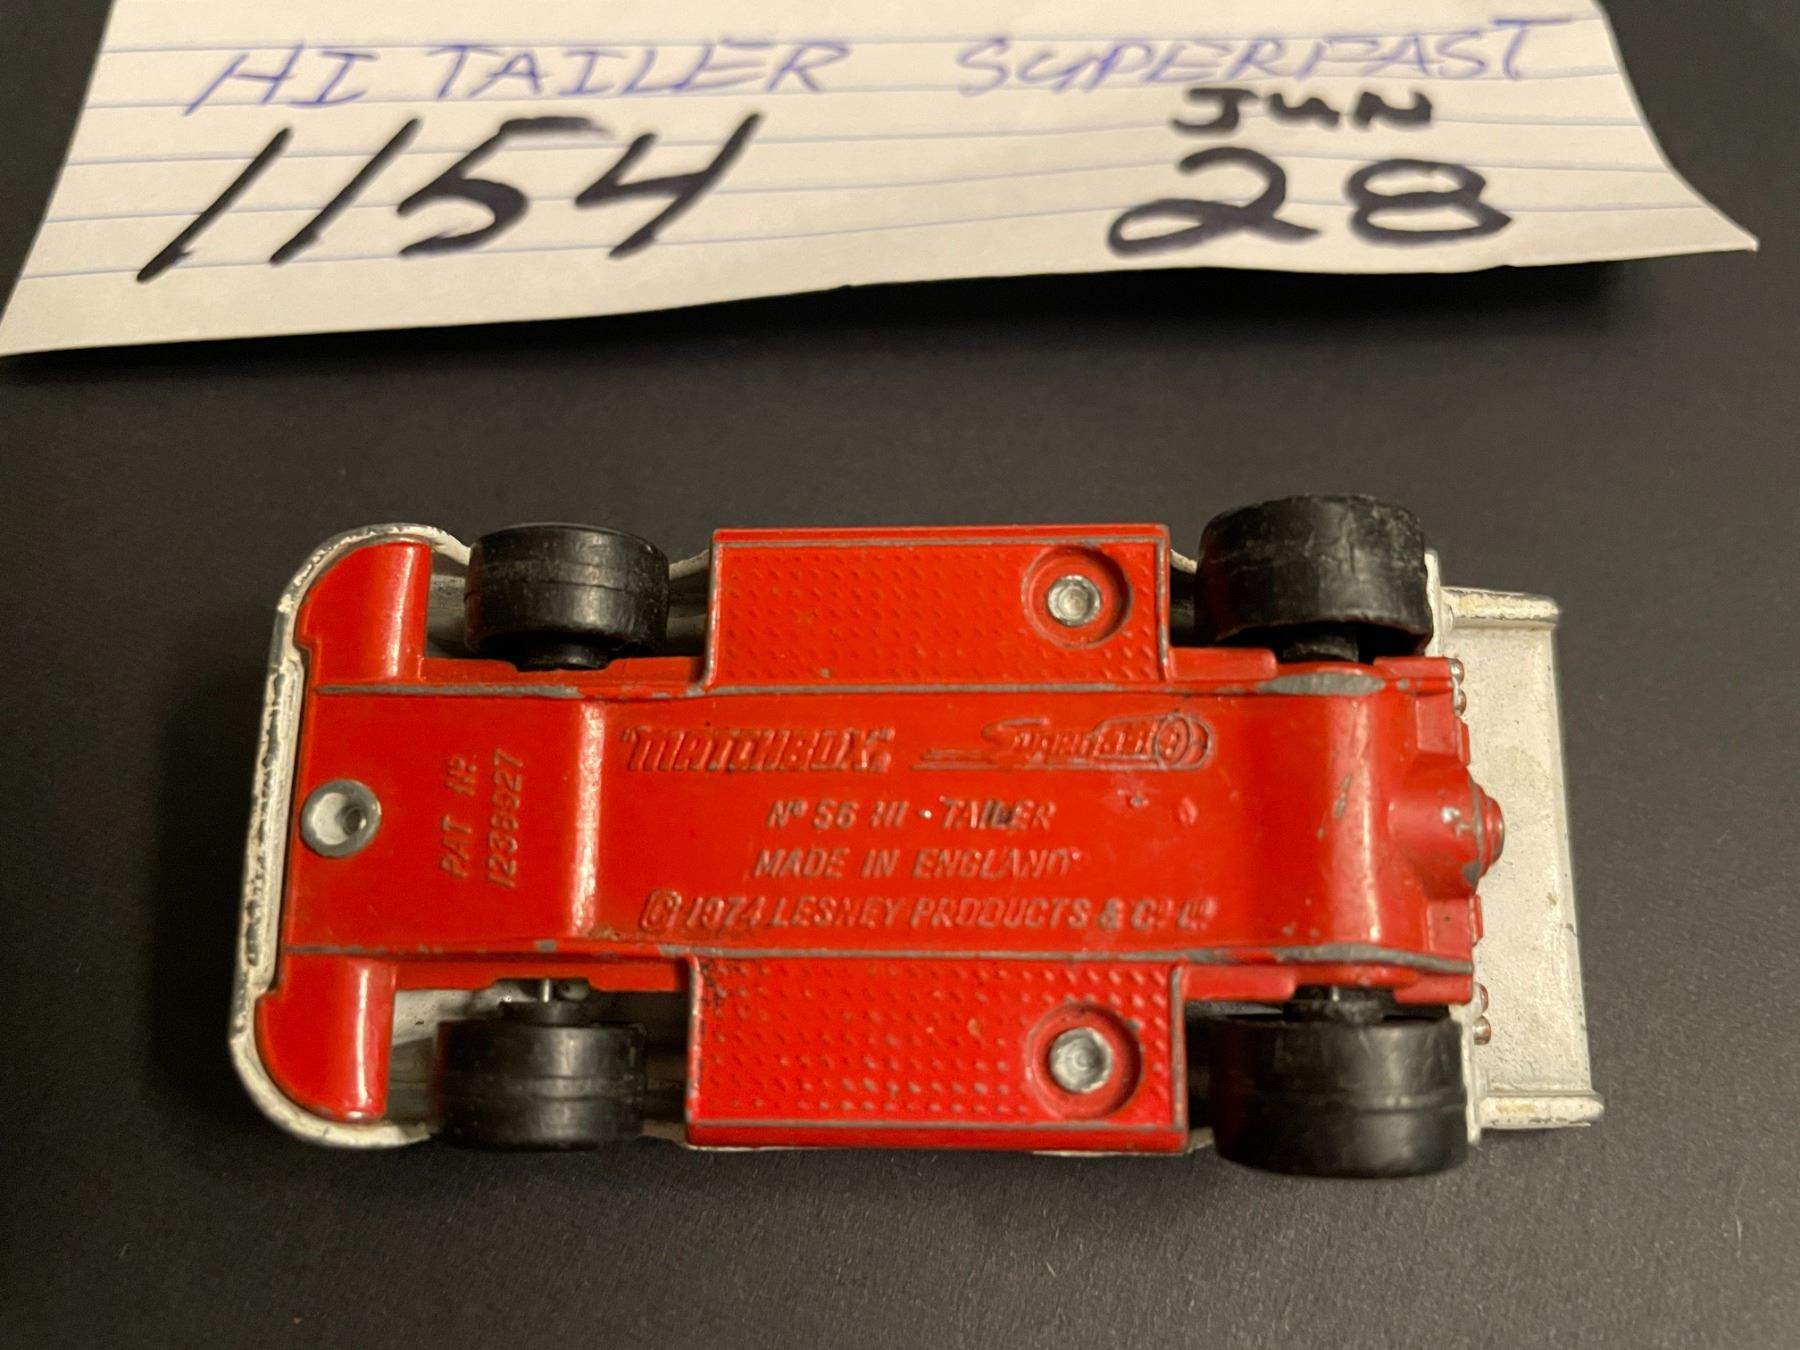 HI TAILER SUPERFAST
1154
JUN
28
"MATCHBOX" Superfast
PAT Nº.
1238927
Nº 56 HI-TAILER
MADE IN ENGLAND
© 1974 LESNEY PRODUCTS & Cº Lᵀᴰ